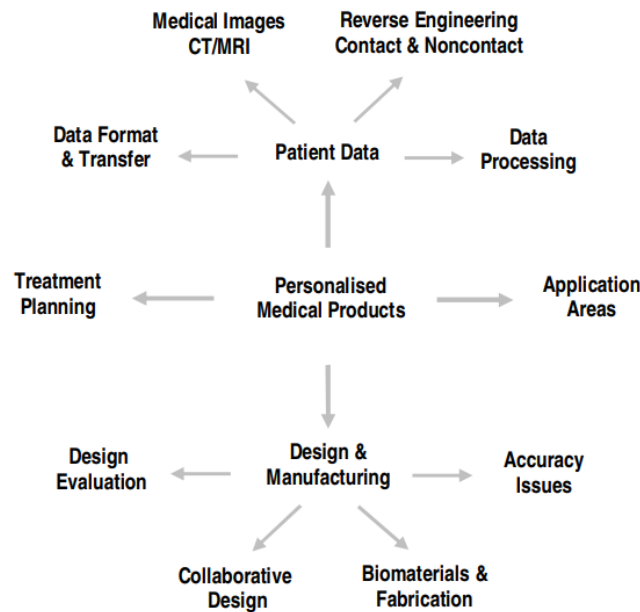 Medical Images
CT/MRI
Reverse Engineering
Contact & Noncontact
Data Format
& Transfer
Patient Data
Data
Processing
Treatment
Planning
Personalised
Medical Products
Application
Areas
Design
Evaluation
Design &
Manufacturing
Accuracy
Issues
Collaborative
Design
Biomaterials &
Fabrication